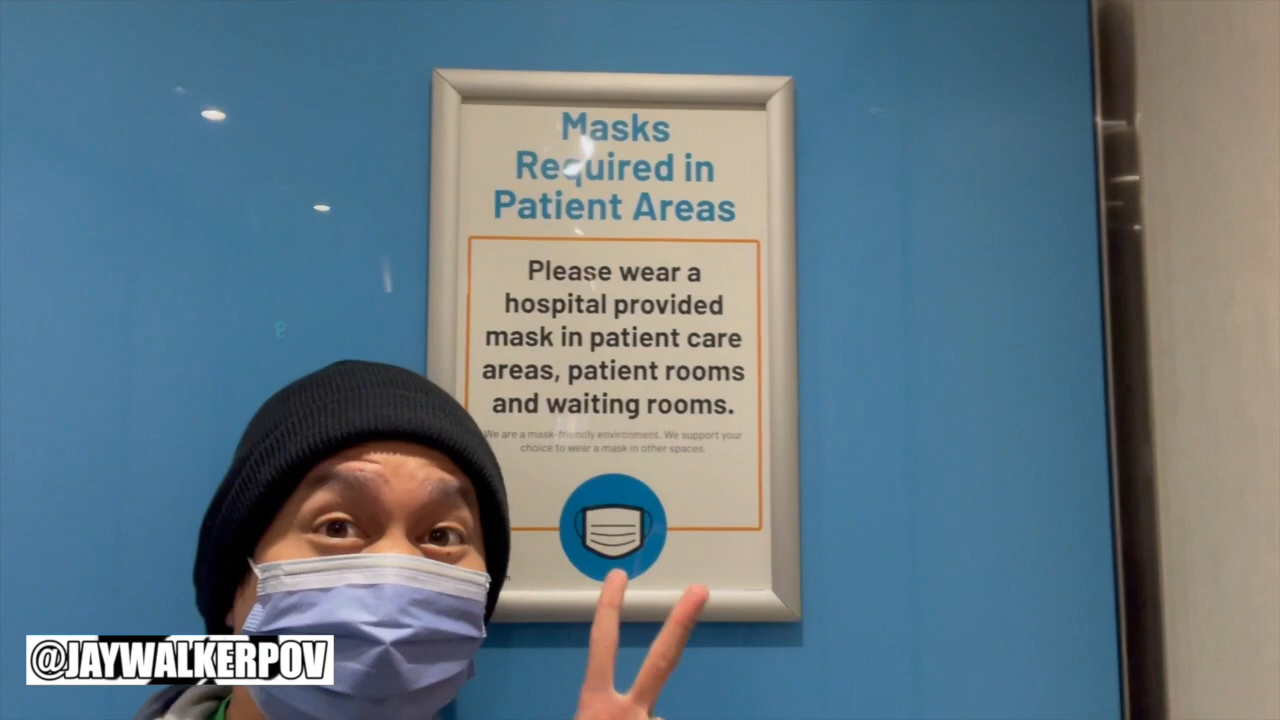 Masks
Required in
Patient Areas
Please wear a
hospital provided
mask in patient care
areas, patient rooms
and waiting rooms.
We are a mask-friendly environment. We support your
choice to wear a mask in other spaces.
@JAYWALKERPOV